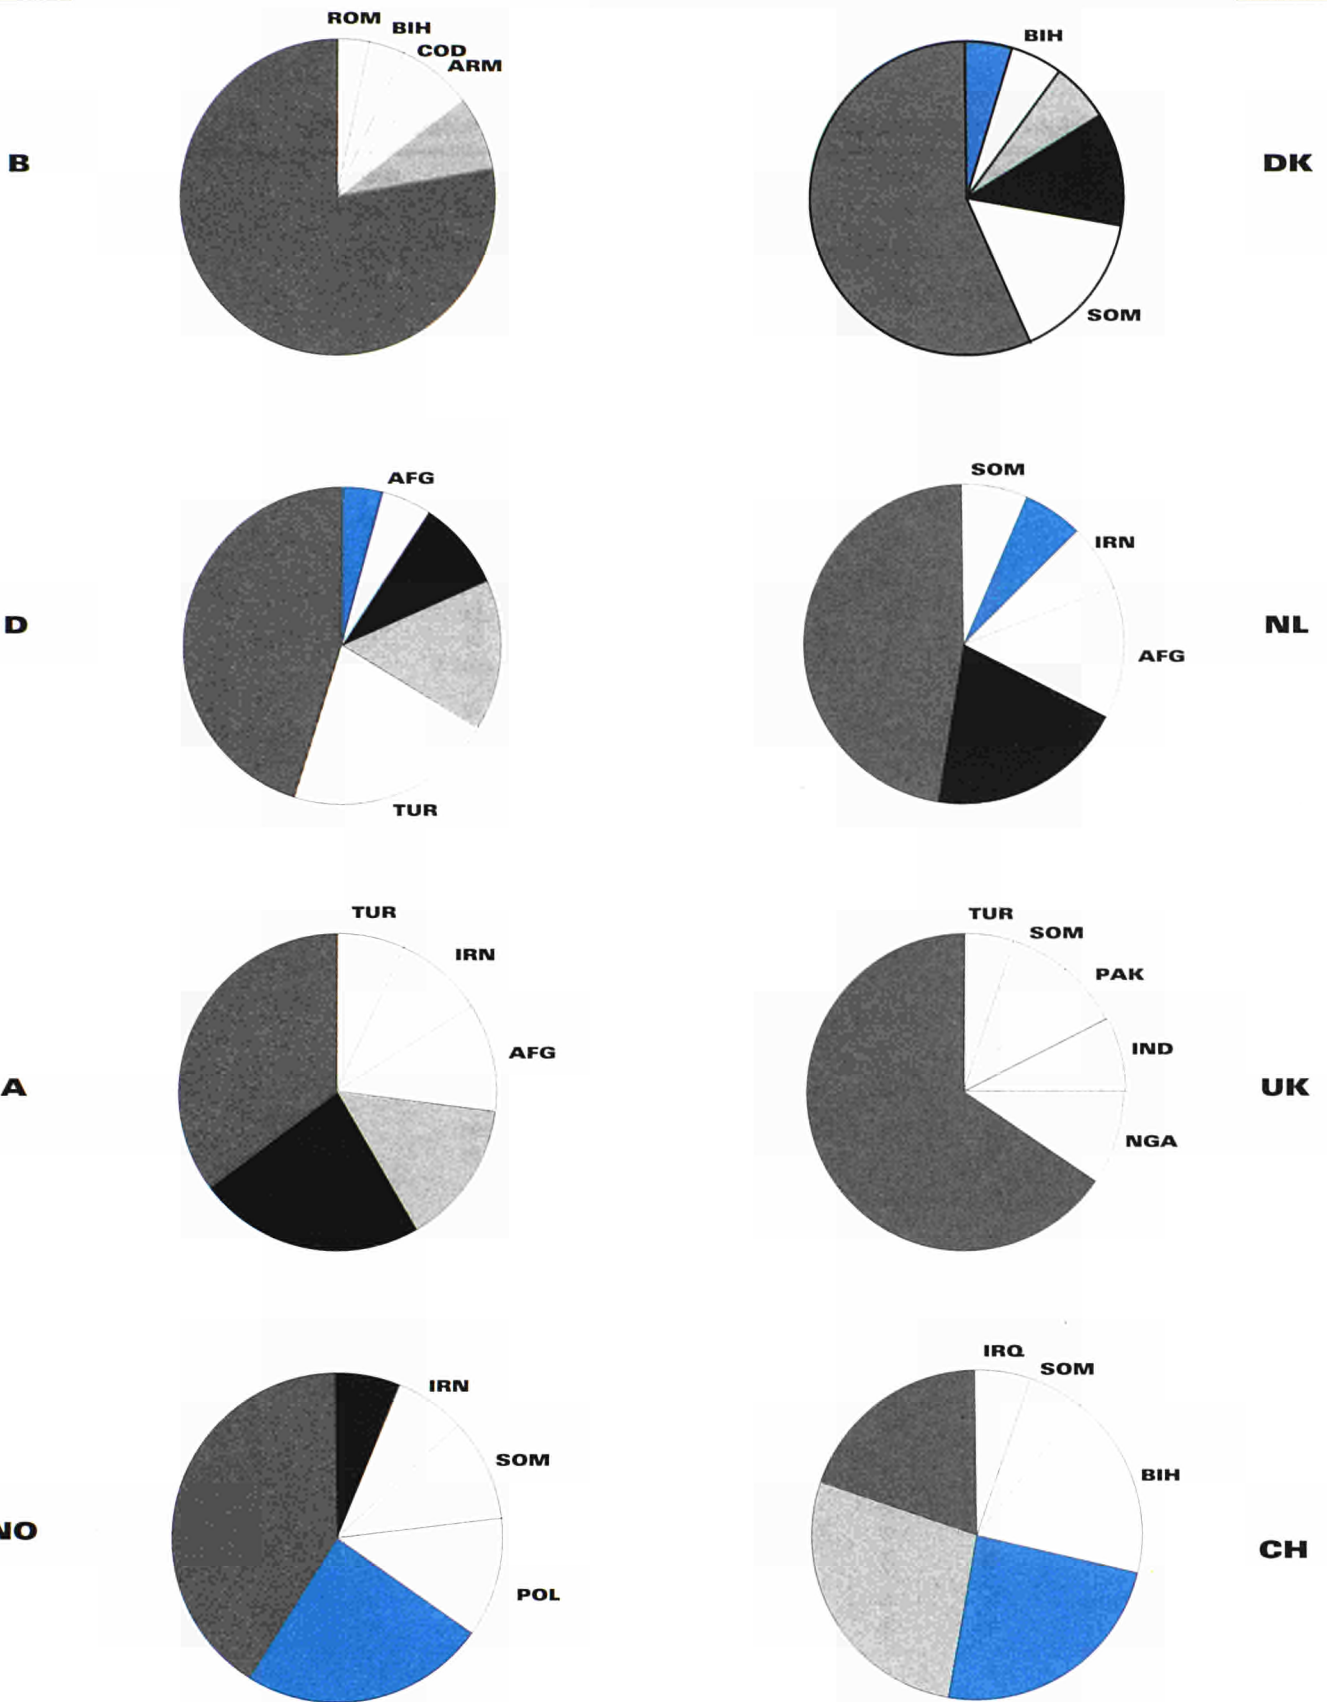 ROM
BIH
COD
ARM
B
BIH
SOM
DK
AFG
TUR
D
SOM
IRN
AFG
NL
TUR
IRN
AFG
A
TUR
SOM
PAK
IND
NGA
UK
IRN
SOM
POL
NO
IRQ
SOM
BIH
CH